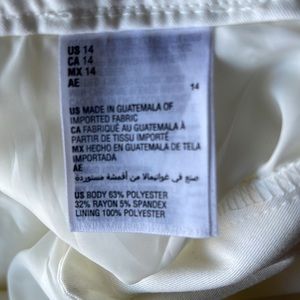 US 14
CA 14
MX 14
AE
14
US MADE IN GUATEMALA OF
IMPORTED FABRIC
CA FABRIQUÉ AU GUATEMALA À
PARTIR DE TISSU IMPORTÉ
MX HECHO EN GUATEMALA DE TELA
IMPORTADA
AE
صنع في غواتيمالا من أقمشة مستوردة
US BODY 63% POLYESTER
32% RAYON 5% SPANDEX
LINING 100% POLYESTER